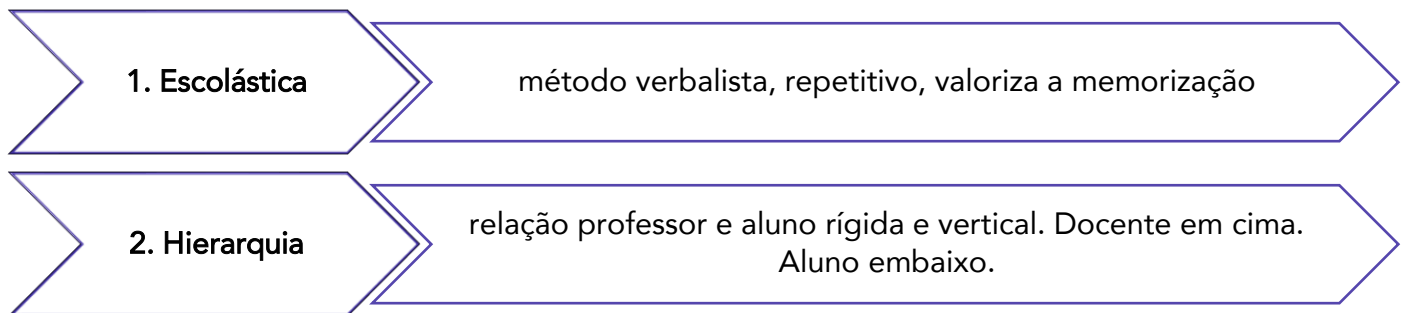 1. Escolástica
método verbalista, repetitivo, valoriza a memorização
2. Hierarquia
relação professor e aluno rígida e vertical. Docente em cima.
Aluno embaixo.